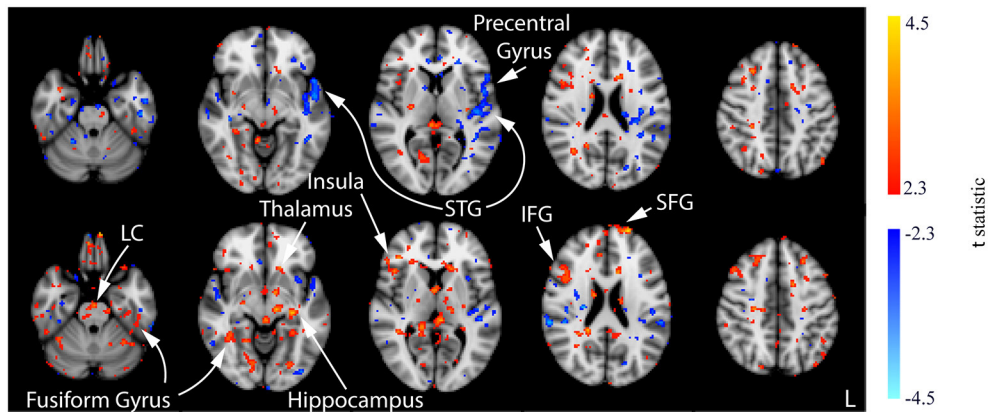 Precentral
Gyrus
Insula
Thalamus
STG
IFG
SFG
LC
Fusiform Gyrus
Hippocampus
L
4.5
2.3
-2.3
-4.5
t statistic